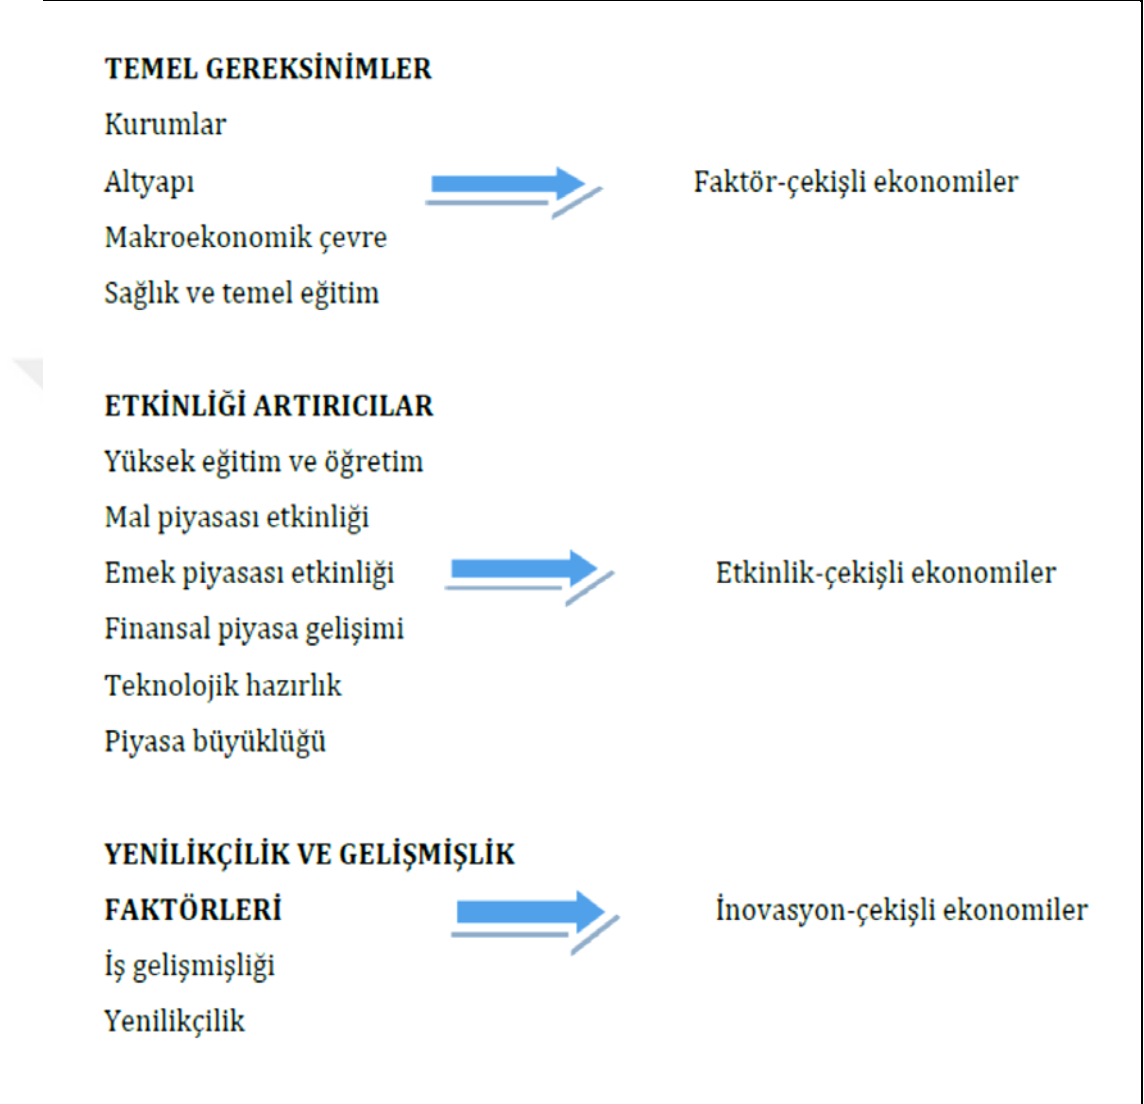 TEMEL GEREKSİNİMLER
Kurumlar
Altyapı
Faktör-çekişli ekonomiler
Makroekonomik çevre
Sağlık ve temel eğitim
ETKİNLİĞİ ARTIRICILAR
Yüksek eğitim ve öğretim
Mal piyasası etkinliği
Emek piyasası etkinliği
Etkinlik-çekişli ekonomiler
Finansal piyasa gelişimi
Teknolojik hazırlık
Piyasa büyüklüğü
YENİLİKÇİLİK VE GELİŞMİŞLİK
FAKTÖRLERİ
İnovasyon-çekişli ekonomiler
İş gelişmişliği
Yenilikçilik